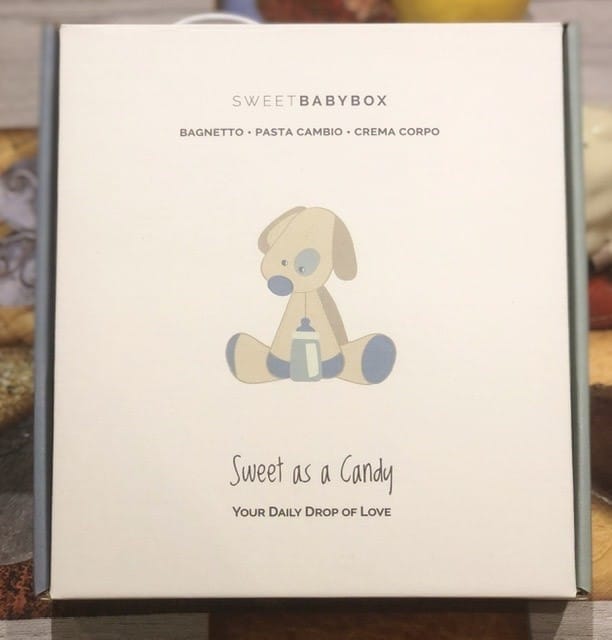 SWEETBABYBOX
BAGNETTO • PASTA CAMBIO • CREMA CORPO
Sweet as a Candy
YOUR DAILY DROP OF LOVE